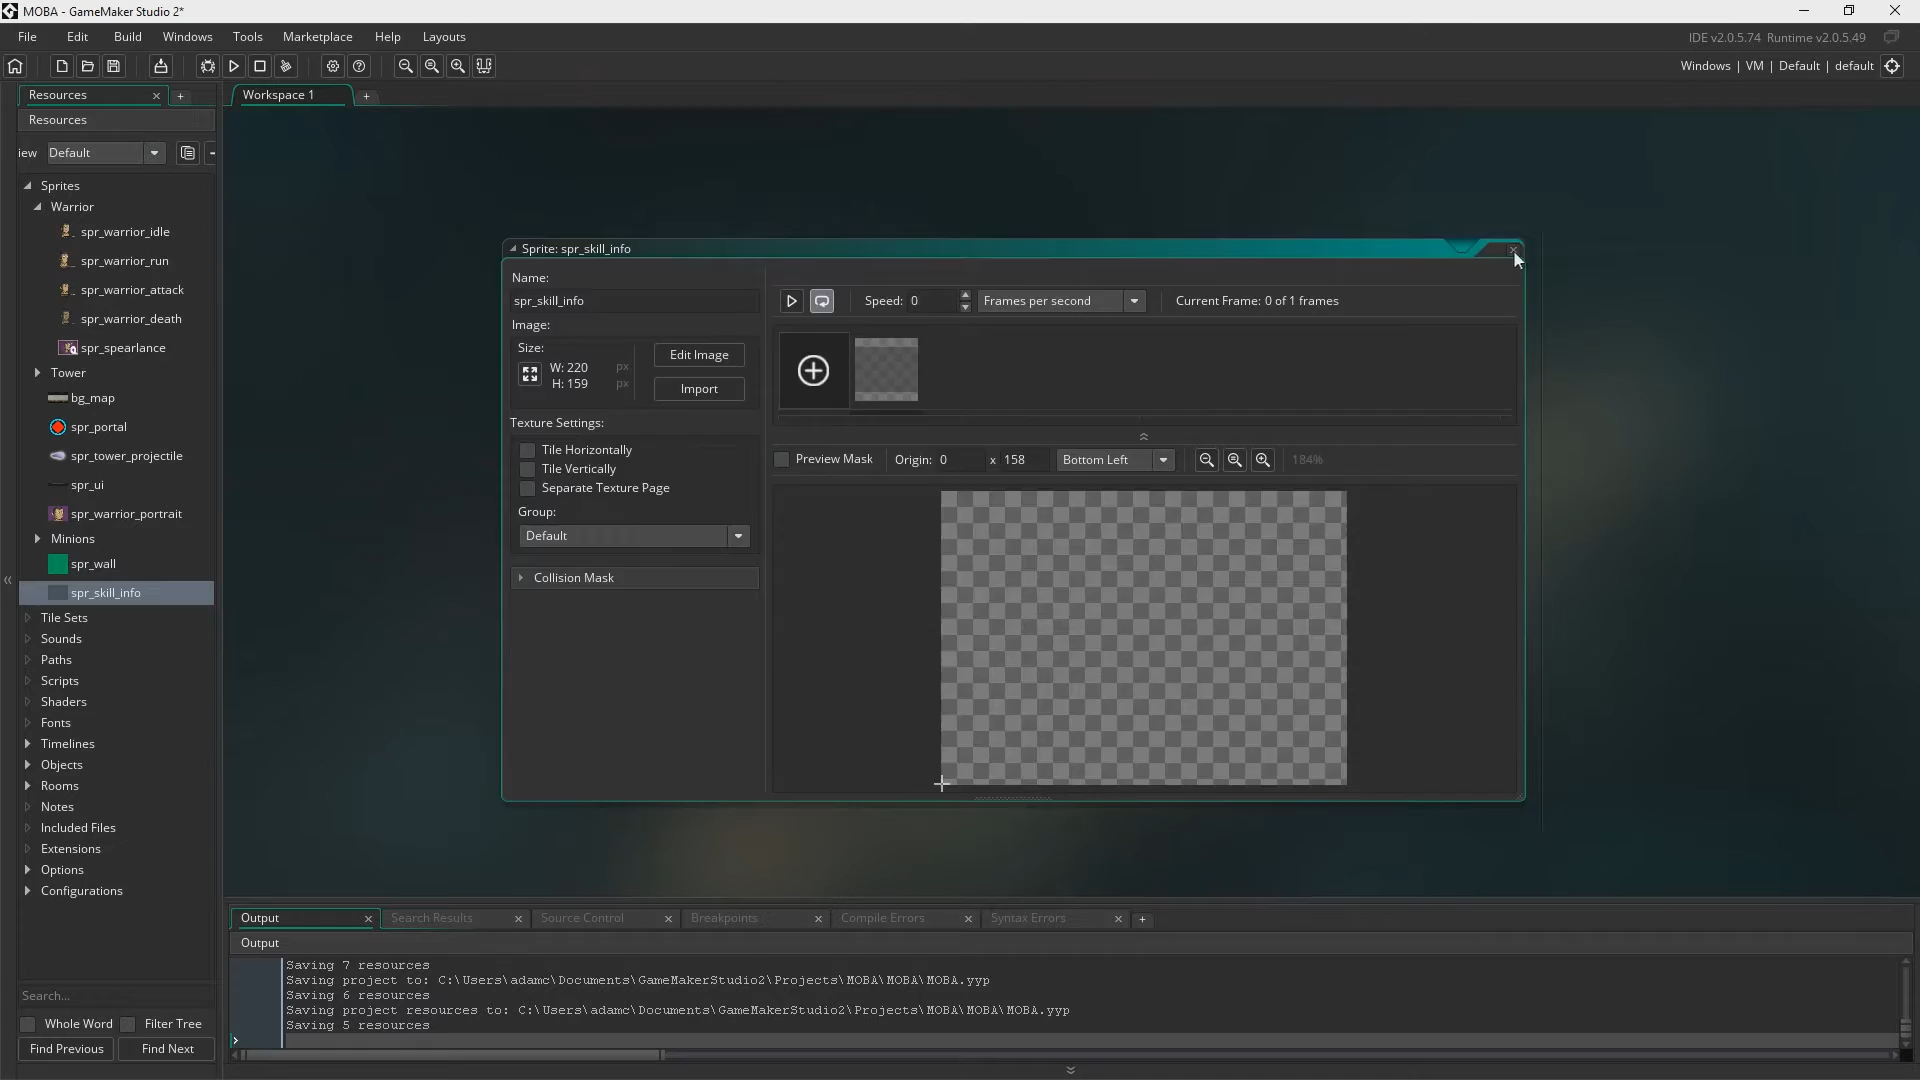 MOBA - GameMaker Studio 2*
File Edit Build Windows Tools Marketplace Help Layouts
IDE v2.0.5.74 Runtime v2.0.5.49
Windows | VM | Default | default
Resources
Workspace 1
Resources
iew Default
Sprites
Warrior
spr_warrior_idle
spr_warrior_run
spr_warrior_attack
spr_warrior_death
spr_spearlance
Tower
bg_map
spr_portal
spr_tower_projectile
spr_ui
spr_warrior_portrait
Minions
spr_wall
spr_skill_info
Tile Sets
Sounds
Paths
Scripts
Shaders
Fonts
Timelines
Objects
Rooms
Notes
Included Files
Extensions
Options
Configurations
Search...
Whole Word Filter Tree
Find Previous Find Next
Sprite: spr_skill_info
Name:
spr_skill_info
Image:
Size:
W: 220 px
H: 159 px
Edit Image
Import
Texture Settings:
Tile Horizontally
Tile Vertically
Separate Texture Page
Group:
Default
Collision Mask
Speed: 0 Frames per second Current Frame: 0 of 1 frames
Preview Mask Origin: 0 x 158 Bottom Left 184%
Output Search Results Source Control Breakpoints Compile Errors Syntax Errors
Output
Saving 7 resources
Saving project to: C:\Users\adamc\Documents\GameMakerStudio2\Projects\MOBA\MOBA\MOBA.yyp
Saving 6 resources
Saving project resources to: C:\Users\adamc\Documents\GameMakerStudio2\Projects\MOBA\MOBA\MOBA.yyp
Saving 5 resources